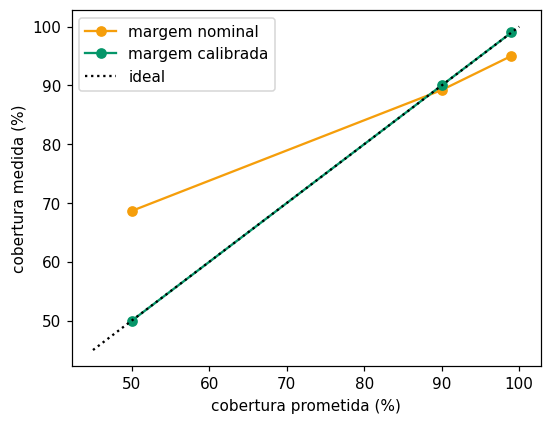 margem nominal
margem calibrada
ideal
cobertura medida (%)
100
90
80
70
60
50
50
60
70
80
90
100
cobertura prometida (%)